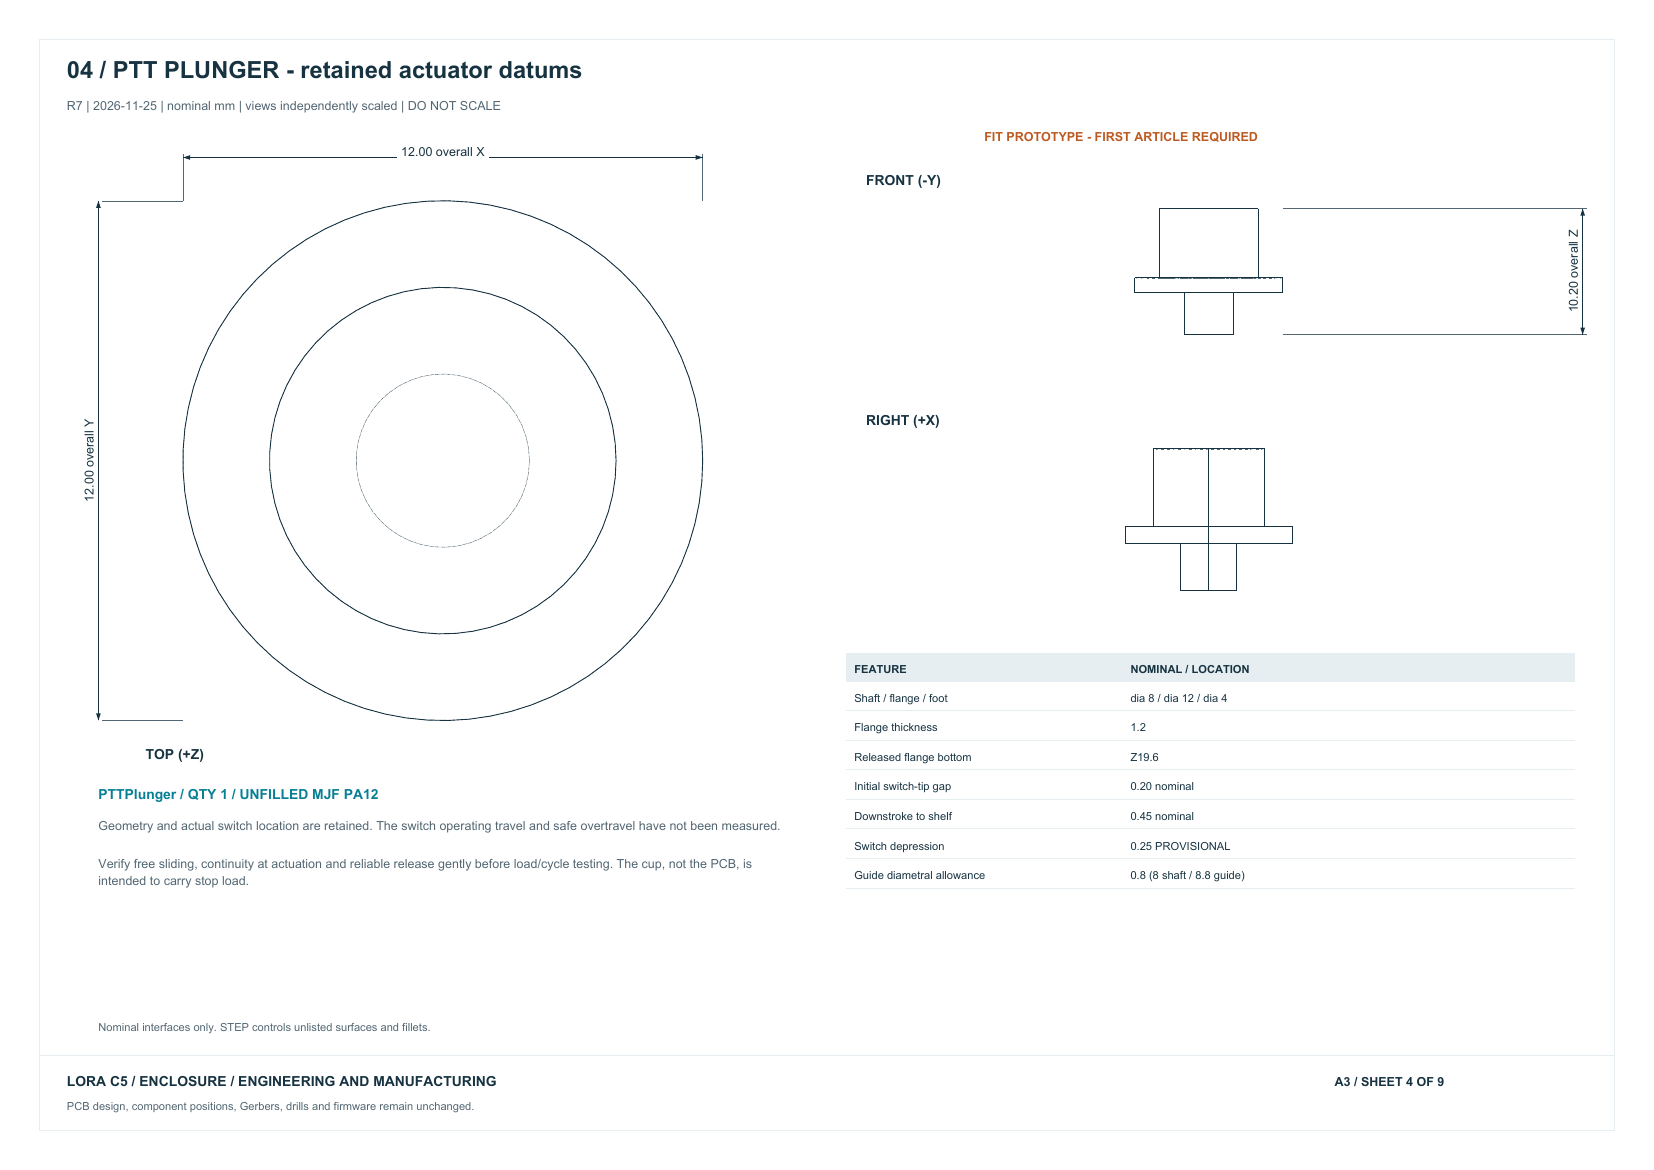 04 / PTT PLUNGER - retained actuator datums
R7 | 2026-11-25 | nominal mm | views independently scaled | DO NOT SCALE
FIT PROTOTYPE - FIRST ARTICLE REQUIRED
12.00 overall X
12.00 overall Y
TOP (+Z)
FRONT (-Y)
10.20 overall Z
RIGHT (+X)
PTTPlunger / QTY 1 / UNFILLED MJF PA12
Geometry and actual switch location are retained. The switch operating travel and safe overtravel have not been measured.
Verify free sliding, continuity at actuation and reliable release gently before load/cycle testing. The cup, not the PCB, is
intended to carry stop load.
FEATURE NOMINAL / LOCATION
Shaft / flange / foot dia 8 / dia 12 / dia 4
Flange thickness 1.2
Released flange bottom Z19.6
Initial switch-tip gap 0.20 nominal
Downstroke to shelf 0.45 nominal
Switch depression 0.25 PROVISIONAL
Guide diametral allowance 0.8 (8 shaft / 8.8 guide)
Nominal interfaces only. STEP controls unlisted surfaces and fillets.
LORA C5 / ENCLOSURE / ENGINEERING AND MANUFACTURING
A3 / SHEET 4 OF 9
PCB design, component positions, Gerbers, drills and firmware remain unchanged.